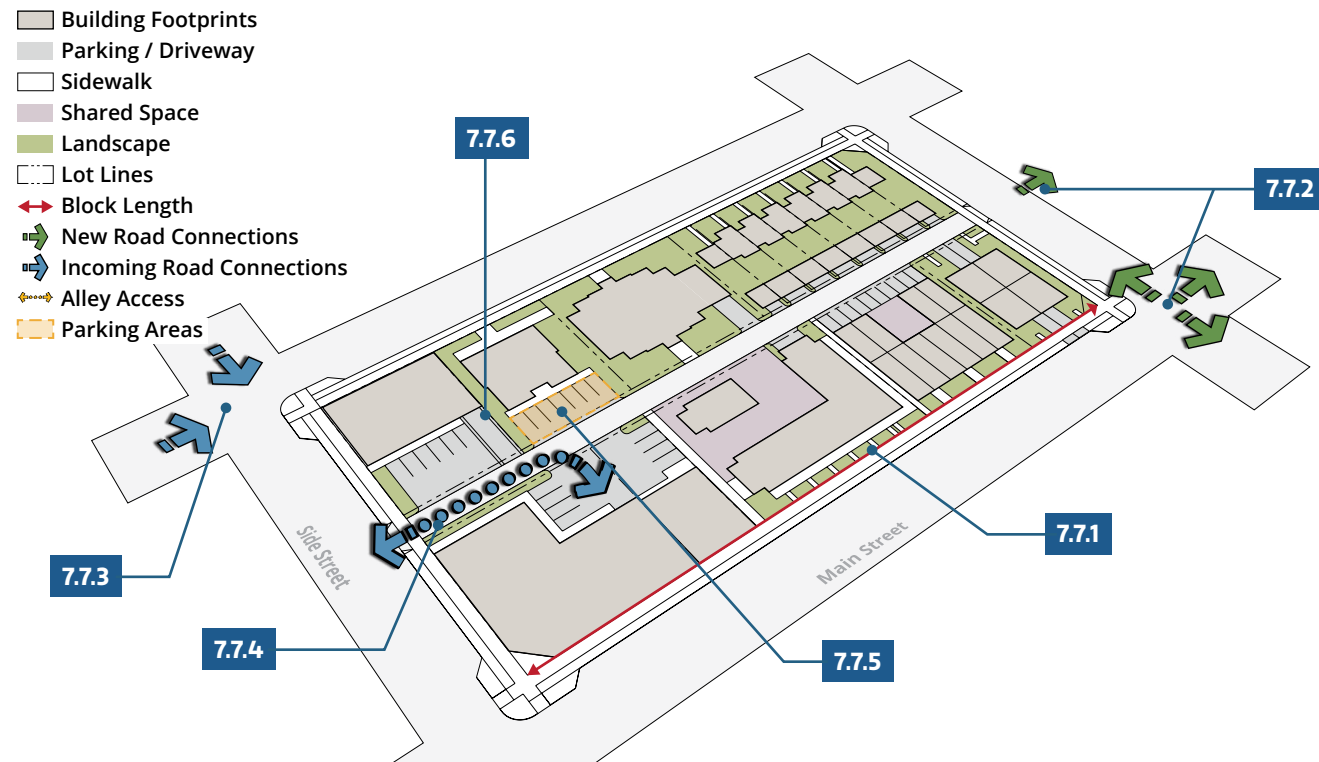 Building Footprints
Parking / Driveway
Sidewalk
Shared Space
Landscape
Lot Lines
Block Length
New Road Connections
Incoming Road Connections
Alley Access
Parking Areas
7.7.6
7.7.2
7.7.1
Main Street
Side Street
7.7.3
7.7.4
7.7.5